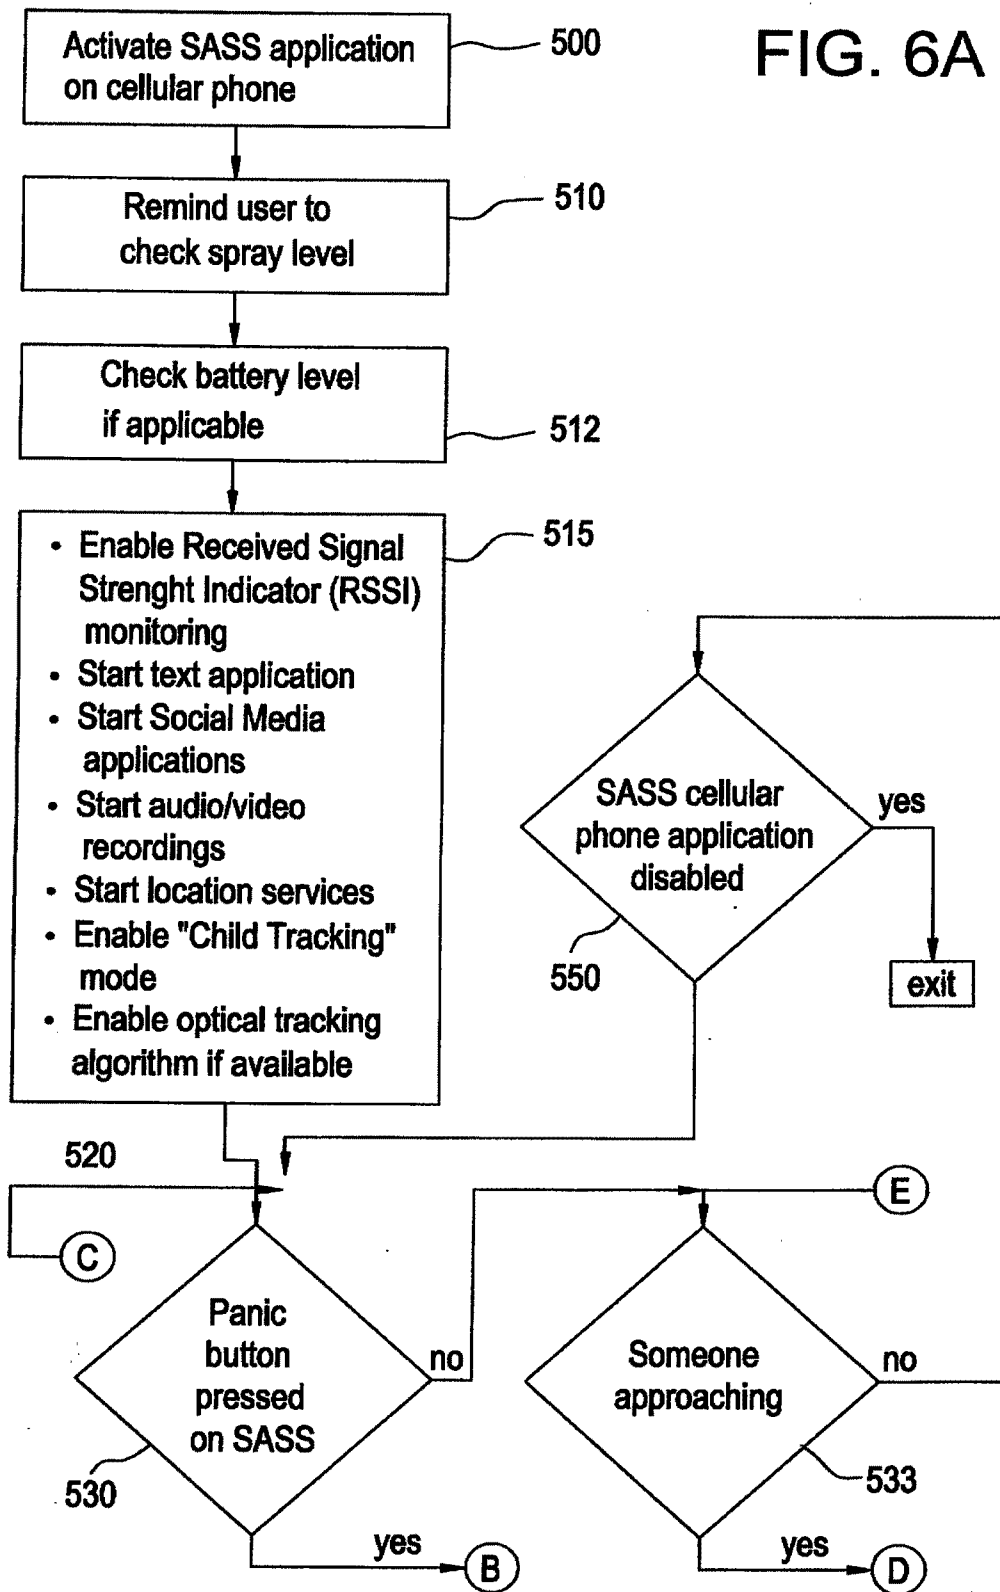 FIG. 6A
Activate SASS application
on cellular phone
500
Remind user to
check spray level
510
Check battery level
if applicable
512
515
• Enable Received Signal
Strenght Indicator (RSSI)
monitoring
• Start text application
• Start Social Media
applications
• Start audio/video
recordings
• Start location services
• Enable "Child Tracking"
mode
• Enable optical tracking
algorithm if available
SASS cellular
phone application
disabled
yes
550
exit
520
C
E
Panic
button
pressed
on SASS
no
530
yes
B
Someone
approaching
no
533
yes
D